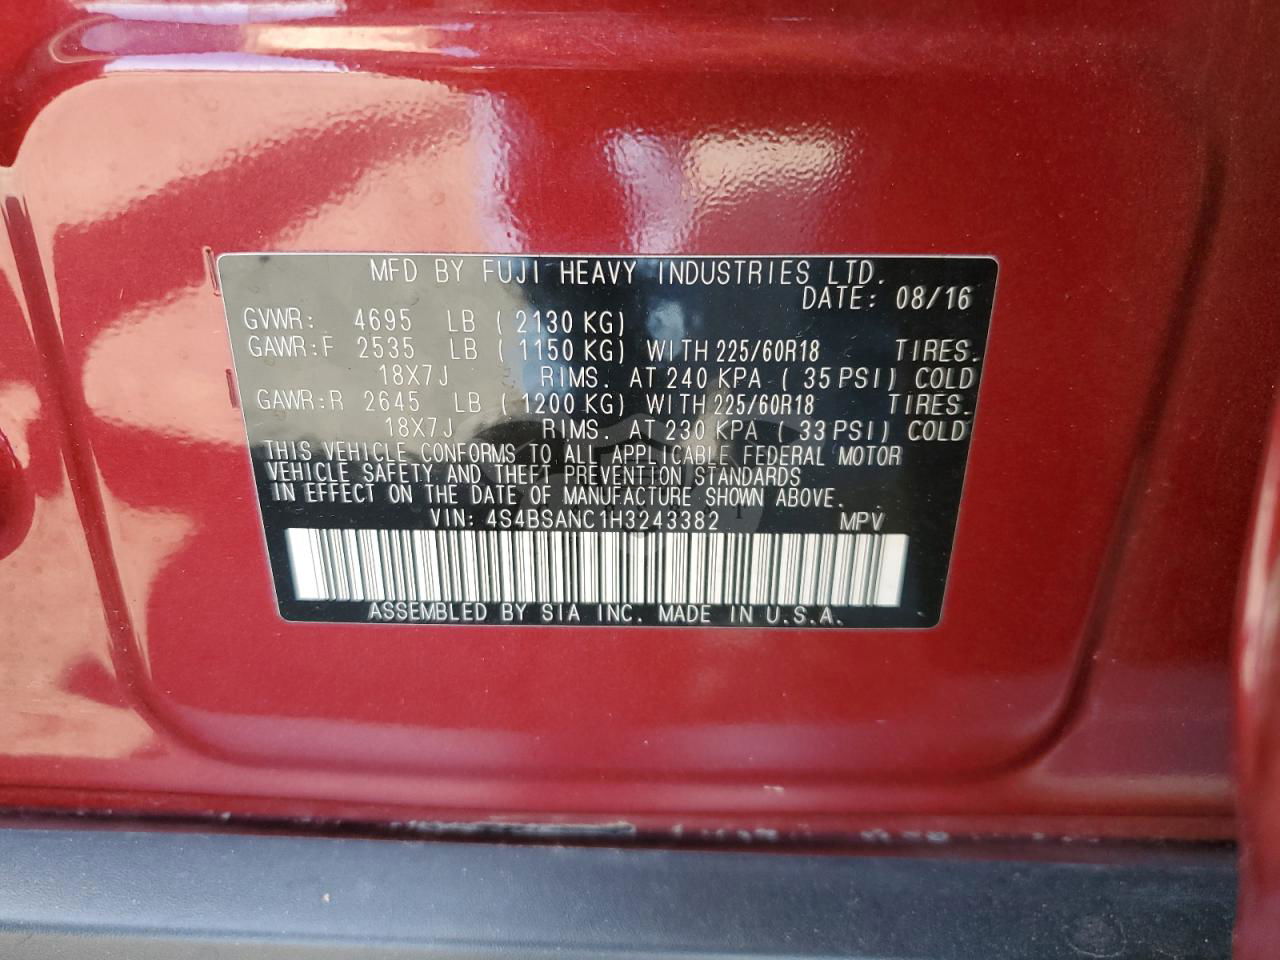 MFD BY FUJI HEAVY INDUSTRIES LTD.
DATE: 08/16
GVWR: 4695 LB ( 2130 KG)
GAWR:F 2535 LB ( 1150 KG) WITH 225/60R18 TIRES.
18X7J RIMS. AT 240 KPA ( 35 PSI) COLD
GAWR:R 2645 LB ( 1200 KG) WITH 225/60R18 TIRES.
18X7J RIMS. AT 230 KPA ( 33 PSI) COLD
THIS VEHICLE CONFORMS TO ALL APPLICABLE FEDERAL MOTOR
VEHICLE SAFETY AND THEFT PREVENTION STANDARDS
IN EFFECT ON THE DATE OF MANUFACTURE SHOWN ABOVE.
VIN: 4S4BSANC1H3243382 MPV
ASSEMBLED BY SIA INC. MADE IN U.S.A.